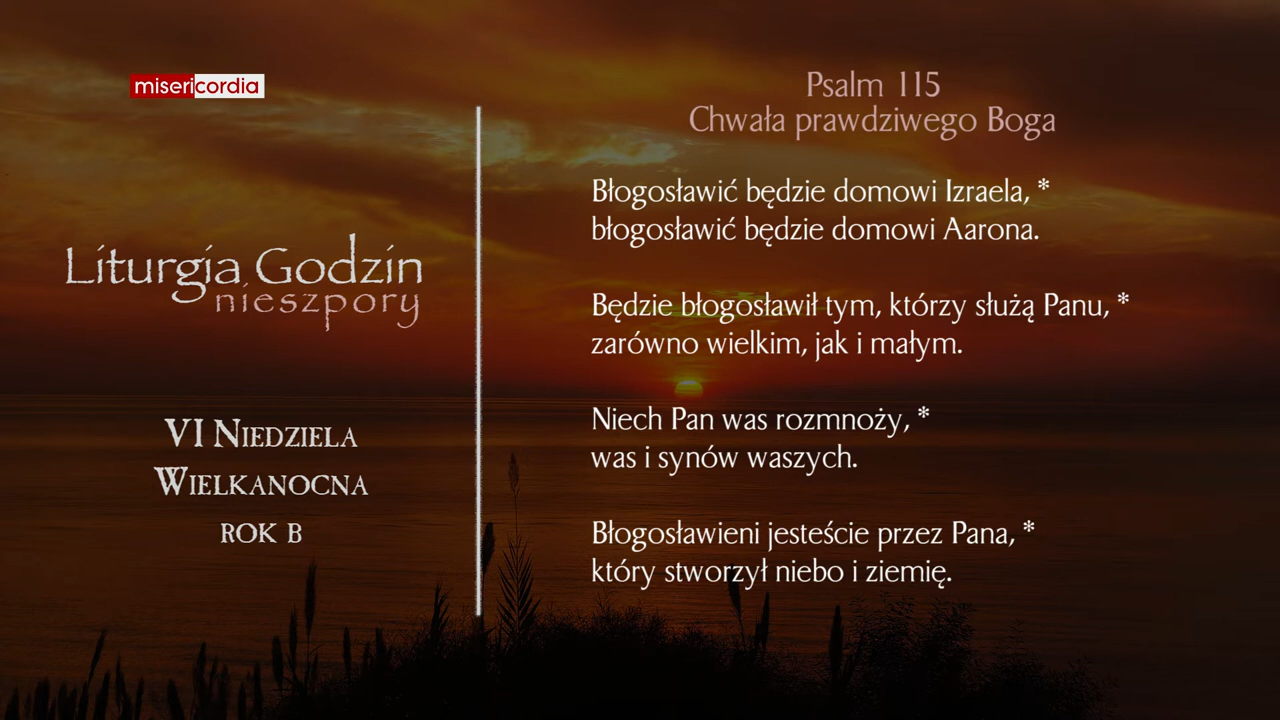 misericordia
Liturgia Godzin
nieszpory
VI Niedziela
Wielkanocna
rok B
Psalm 115
Chwała prawdziwego Boga
Błogosławić będzie domowi Izraela, *
błogosławić będzie domowi Aarona.
Będzie błogosławił tym, którzy służą Panu, *
zarówno wielkim, jak i małym.
Niech Pan was rozmnoży, *
was i synów waszych.
Błogosławieni jesteście przez Pana, *
który stworzył niebo i ziemię.